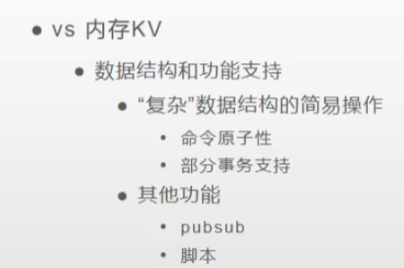 • vs 内存KV
• 数据结构和功能支持
• “复杂”数据结构的简易操作
• 命令原子性
• 部分事务支持
• 其他功能
• pubsub
• 脚本